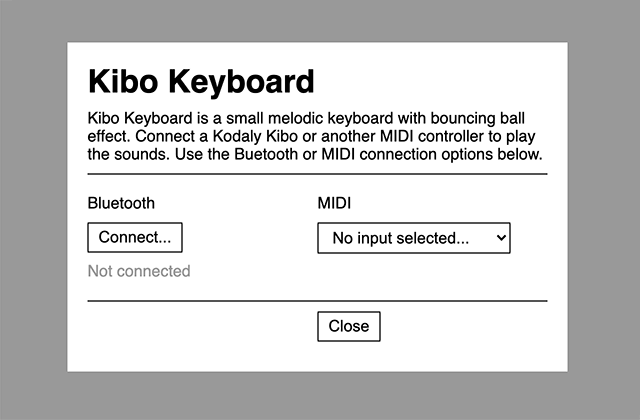 Kibo Keyboard
Kibo Keyboard is a small melodic keyboard with bouncing ball
effect. Connect a Kodaly Kibo or another MIDI controller to play
the sounds. Use the Buetooth or MIDI connection options below.
Bluetooth
MIDI
Connect...
No input selected...
Not connected
Close